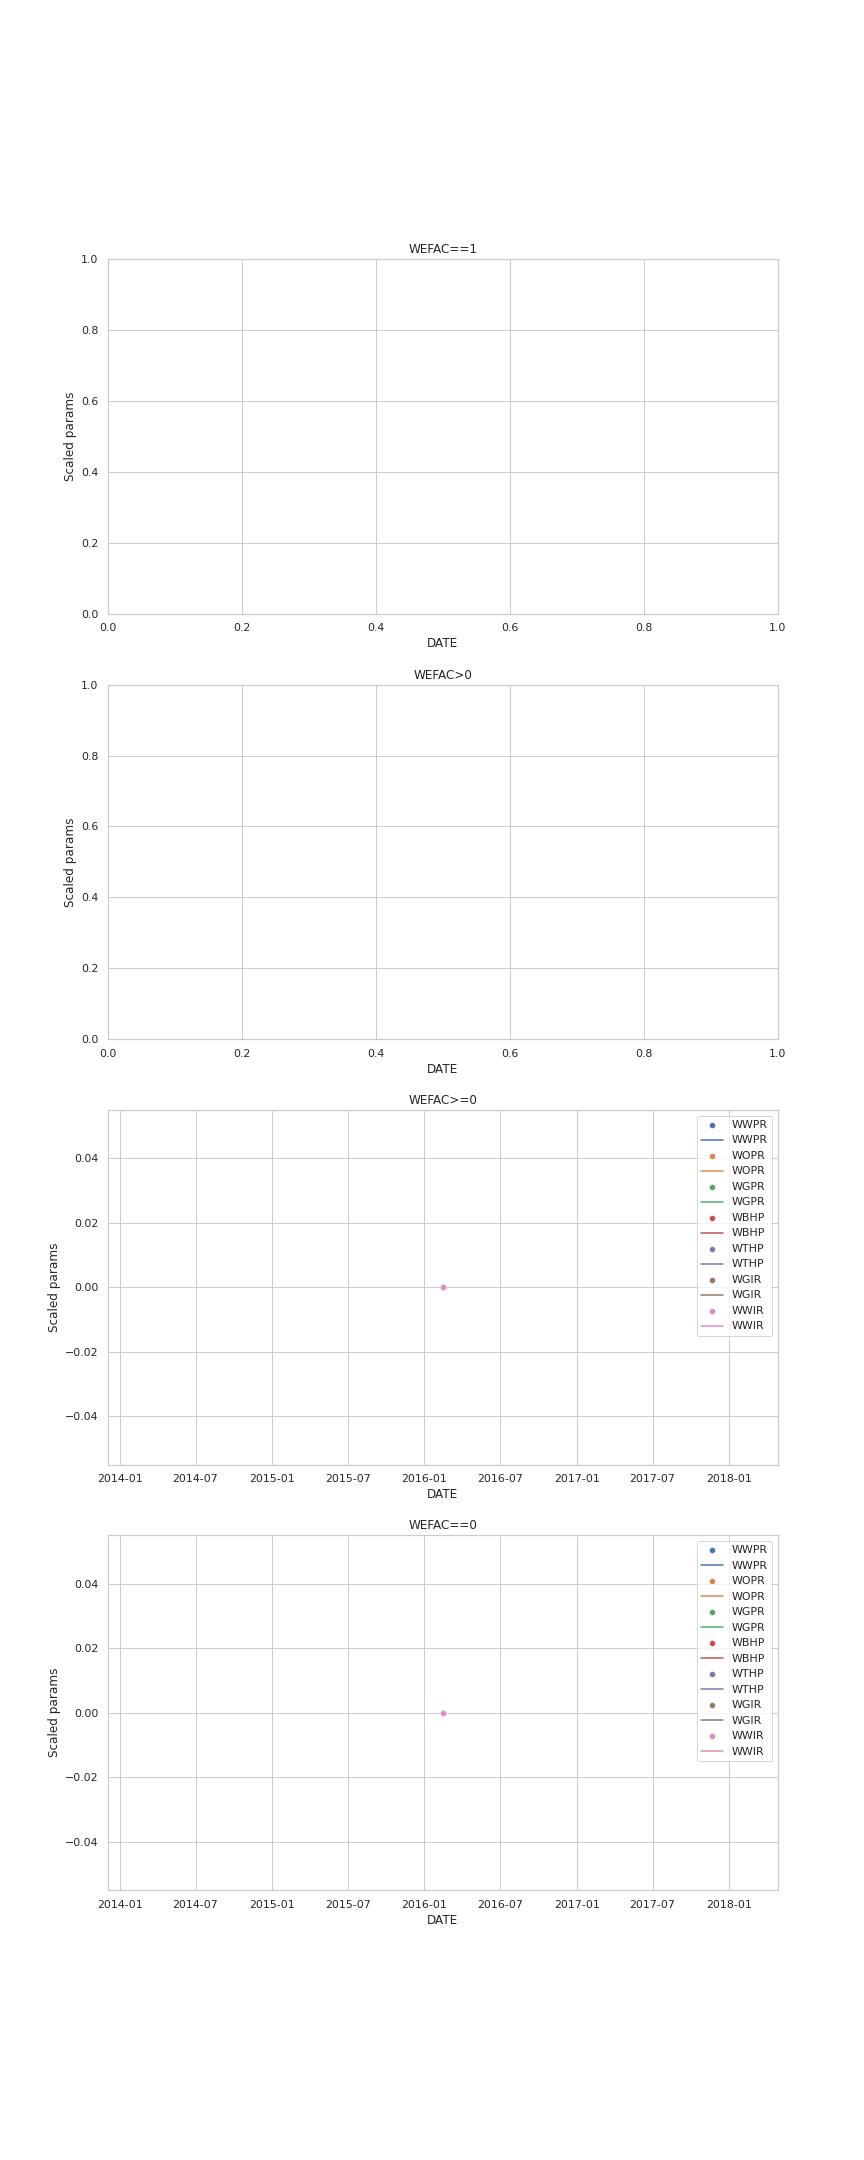 WEFAC==1
1.0
0.8
0.6
0.4
0.2
0.0
Scaled params
0.0 0.2 0.4 0.6 0.8 1.0
DATE
WEFAC>0
1.0
0.8
0.6
0.4
0.2
0.0
Scaled params
0.0 0.2 0.4 0.6 0.8 1.0
DATE
WEFAC>=0
0.04
0.02
0.00
−0.02
−0.04
Scaled params
WWPR
WWPR
WOPR
WOPR
WGPR
WGPR
WBHP
WBHP
WTHP
WTHP
WGIR
WGIR
WWIR
WWIR
2014-01 2014-07 2015-01 2015-07 2016-01 2016-07 2017-01 2017-07 2018-01
DATE
WEFAC==0
0.04
0.02
0.00
−0.02
−0.04
Scaled params
WWPR
WWPR
WOPR
WOPR
WGPR
WGPR
WBHP
WBHP
WTHP
WTHP
WGIR
WGIR
WWIR
WWIR
2014-01 2014-07 2015-01 2015-07 2016-01 2016-07 2017-01 2017-07 2018-01
DATE